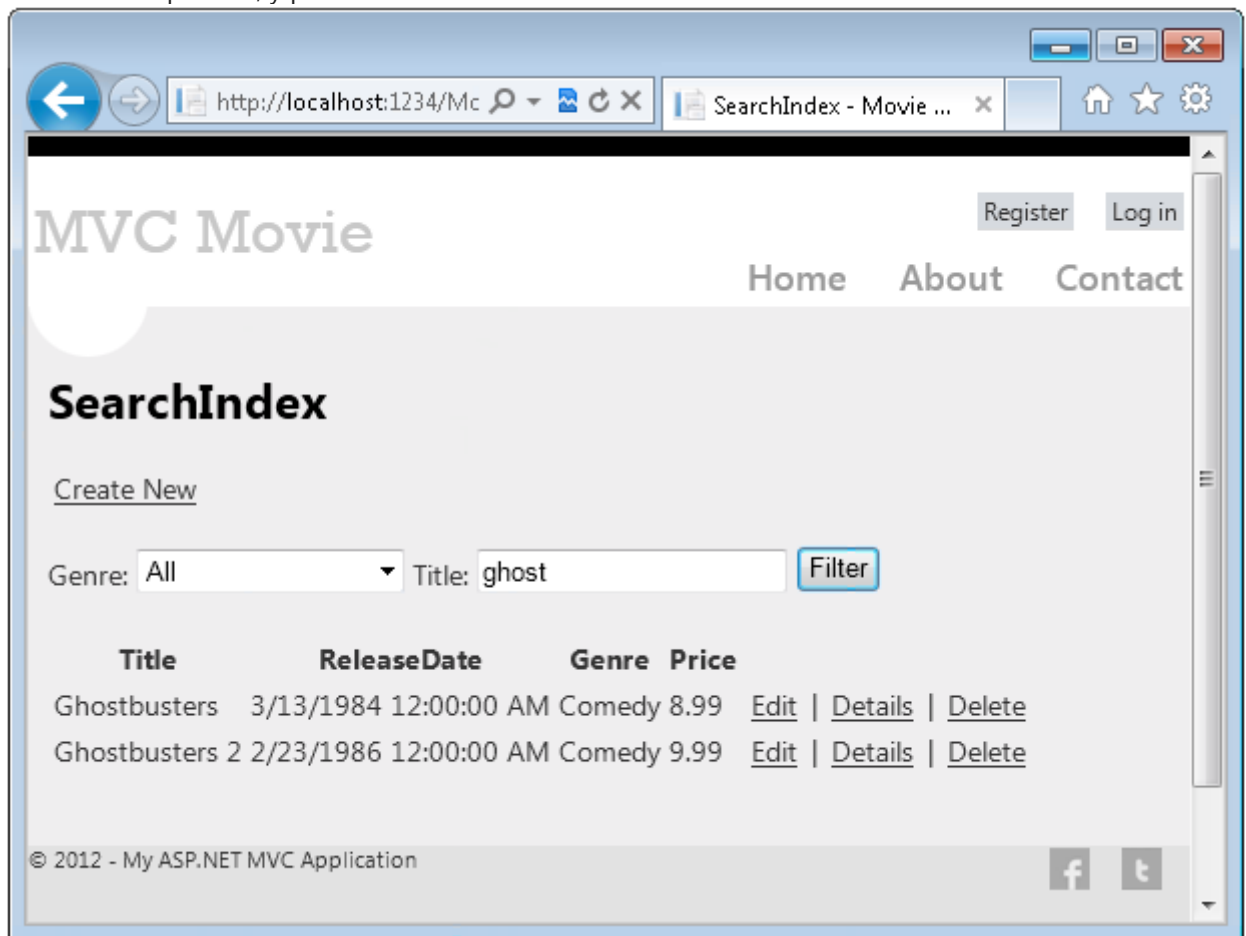 http://localhost:1234/Mc
SearchIndex - Movie ...
MVC Movie
Register Log in
Home About Contact
SearchIndex
Create New
Genre: All Title: ghost Filter
Title ReleaseDate Genre Price
Ghostbusters 3/13/1984 12:00:00 AM Comedy 8.99 Edit | Details | Delete
Ghostbusters 2 2/23/1986 12:00:00 AM Comedy 9.99 Edit | Details | Delete
© 2012 - My ASP.NET MVC Application
f t